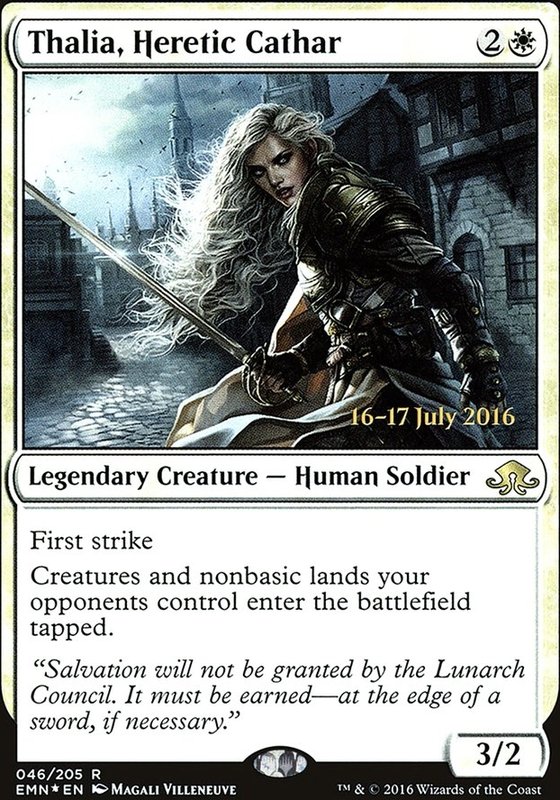 Thalia, Heretic Cathar 2
16–17 July 2016
Legendary Creature — Human Soldier
First strike
Creatures and nonbasic lands your
opponents control enter the battlefield
tapped.
“Salvation will not be granted by the Lunarch
Council. It must be earned—at the edge of a
sword, if necessary.”
3/2
046/205 R
EMN★EN MAGALI VILLENEUVE
™ & © 2016 Wizards of the Coast